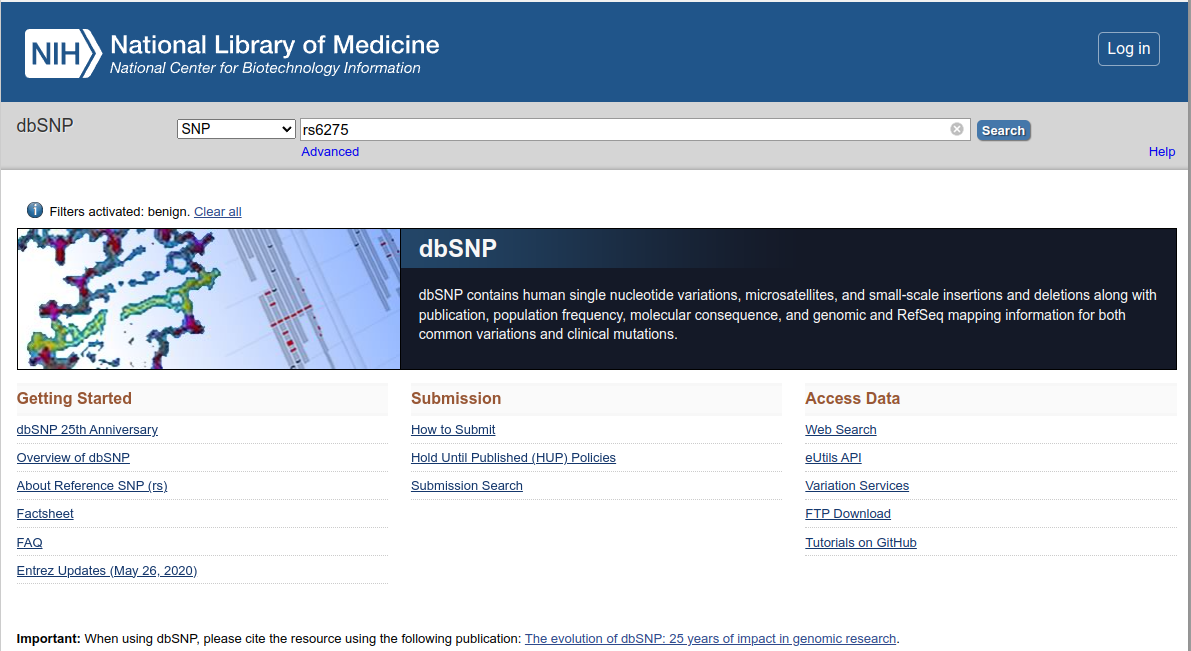 NIH National Library of Medicine
National Center for Biotechnology Information
Log in
dbSNP
SNP
rs6275
Search
Advanced
Help
Filters activated: benign. Clear all
dbSNP
dbSNP contains human single nucleotide variations, microsatellites, and small-scale insertions and deletions along with
publication, population frequency, molecular consequence, and genomic and RefSeq mapping information for both
common variations and clinical mutations.
Getting Started
dbSNP 25th Anniversary
Overview of dbSNP
About Reference SNP (rs)
Factsheet
FAQ
Entrez Updates (May 26, 2020)
Submission
How to Submit
Hold Until Published (HUP) Policies
Submission Search
Access Data
Web Search
eUtils API
Variation Services
FTP Download
Tutorials on GitHub
Important: When using dbSNP, please cite the resource using the following publication: The evolution of dbSNP: 25 years of impact in genomic research.